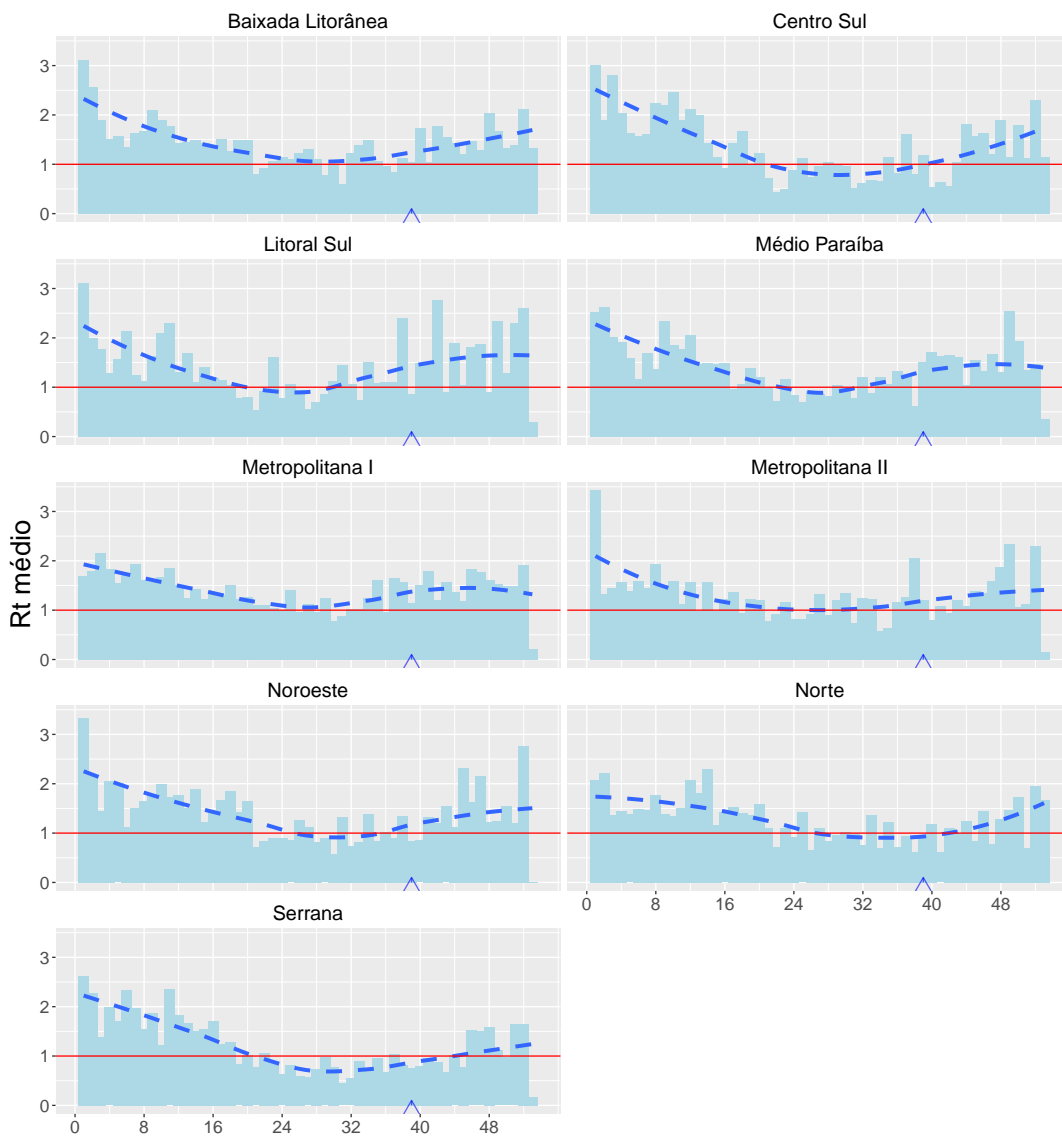 Baixada Litorânea
Centro Sul
3
2
1
0
Litoral Sul
Médio Paraíba
3
2
1
0
Metropolitana I
Metropolitana II
3
2
1
0
Rt médio
Noroeste
Norte
3
2
1
0
0 8 16 24 32 40 48
Serrana
3
2
1
0
0 8 16 24 32 40 48